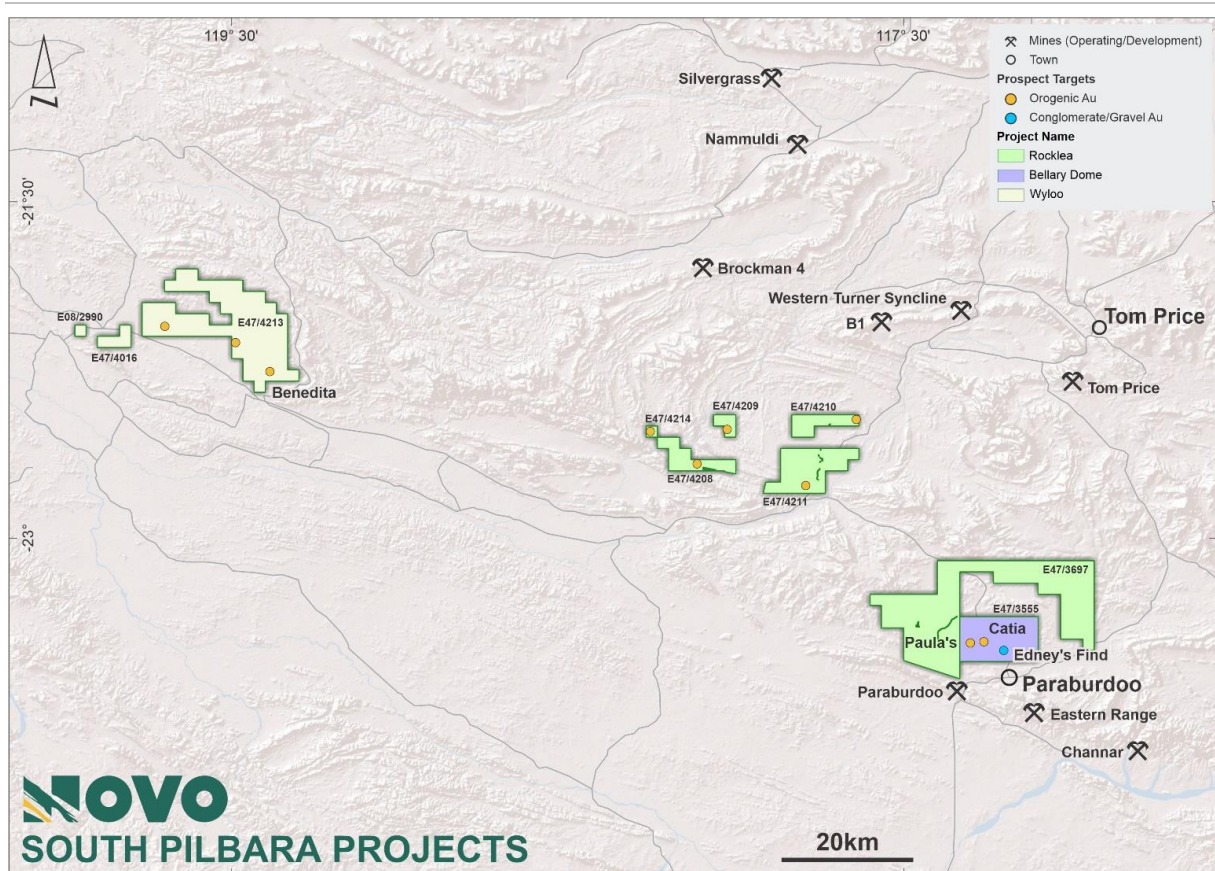 119° 30'
117° 30'
Mines (Operating/Development)
Town
Prospect Targets
Orogenic Au
Conglomerate/Gravel Au
Project Name
Rocklea
Bellary Dome
Wyloo
Z
Silvergrass
Nammuldi
-21°30'
Brockman 4
Western Turner Syncline
B1
Tom Price
Tom Price
E08/2990
E47/4016
E47/4213
Benedita
E47/4214
E47/4209
E47/4210
E47/4208
E47/4211
-23°
E47/3697
E47/3555
Catia
Paula's
Edney's Find
Paraburdoo
Paraburdoo
Eastern Range
Channar
NOVO
SOUTH PILBARA PROJECTS
20km